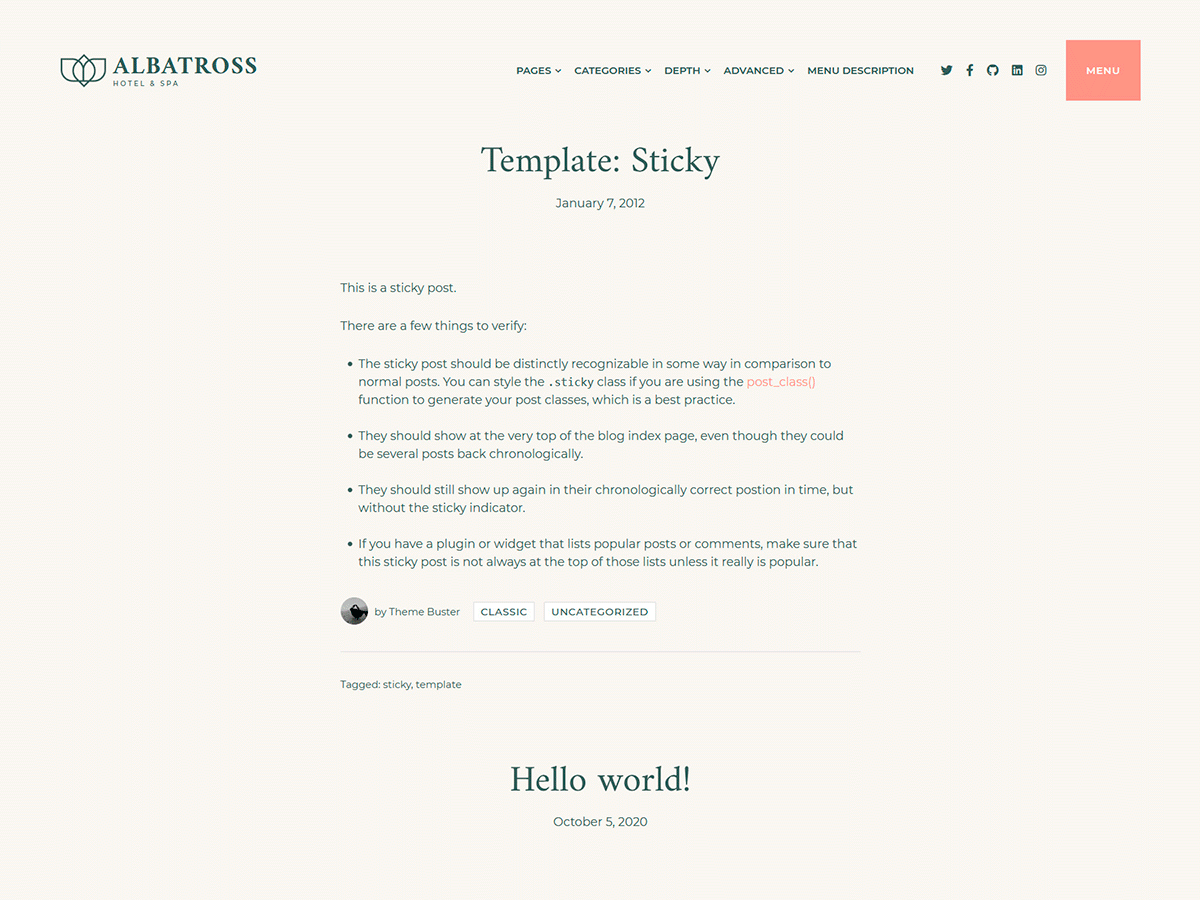 ALBATROSS
HOTEL & SPA
PAGES CATEGORIES DEPTH ADVANCED MENU DESCRIPTION
MENU
Template: Sticky
January 7, 2012
This is a sticky post.
There are a few things to verify:
• The sticky post should be distinctly recognizable in some way in comparison to
normal posts. You can style the .sticky class if you are using the post_class()
function to generate your post classes, which is a best practice.
• They should show at the very top of the blog index page, even though they could
be several posts back chronologically.
• They should still show up again in their chronologically correct postion in time, but
without the sticky indicator.
• If you have a plugin or widget that lists popular posts or comments, make sure that
this sticky post is not always at the top of those lists unless it really is popular.
by Theme Buster CLASSIC UNCATEGORIZED
Tagged: sticky, template
Hello world!
October 5, 2020